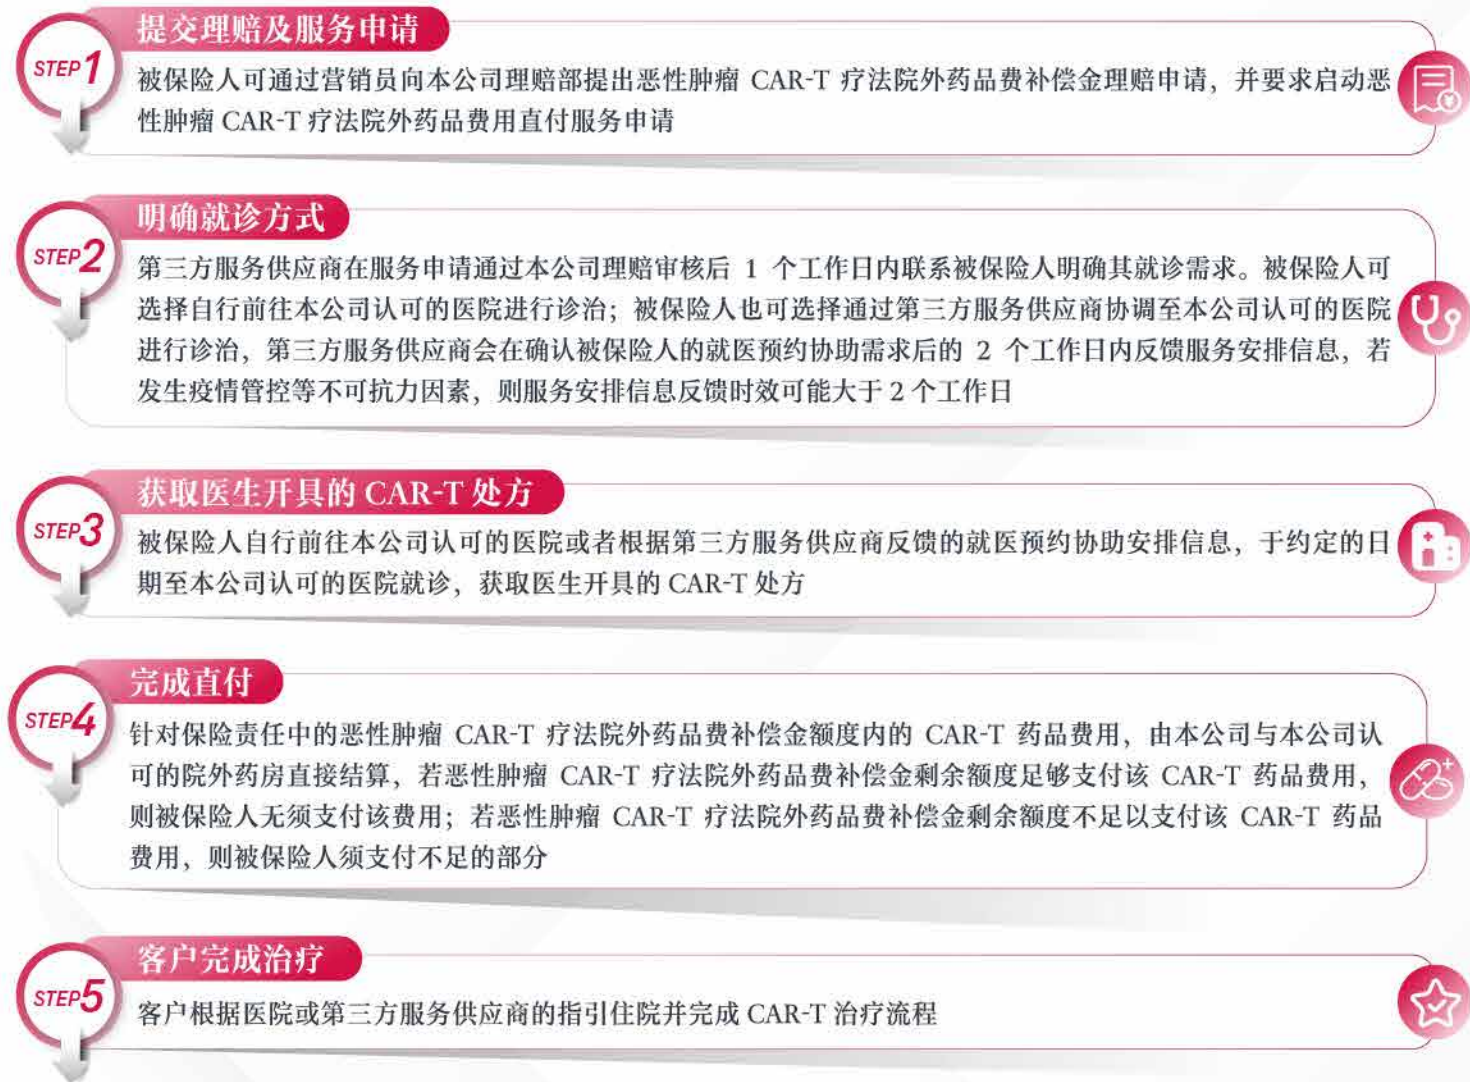 提交理赔及服务申请
STEP1
被保险人可通过营销员向本公司理赔部提出恶性肿瘤 CAR-T 疗法院外药品费补偿金理赔申请，并要求启动恶
性肿瘤 CAR-T 疗法院外药品费用直付服务申请
明确就诊方式
STEP2
第三方服务供应商在服务申请通过本公司理赔审核后 1 个工作日内联系被保险人明确其就诊需求。被保险人可
选择自行前往本公司认可的医院进行诊治；被保险人也可选择通过第三方服务供应商协调至本公司认可的医院
进行诊治，第三方服务供应商会在确认被保险人的就医预约协助需求后的 2 个工作日内反馈服务安排信息，若
发生疫情管控等不可抗力因素，则服务安排信息反馈时效可能大于 2 个工作日
获取医生开具的 CAR-T 处方
STEP3
被保险人自行前往本公司认可的医院或者根据第三方服务供应商反馈的就医预约协助安排信息，于约定的日
期至本公司认可的医院就诊，获取医生开具的 CAR-T 处方
完成直付
STEP4
针对保险责任中的恶性肿瘤 CAR-T 疗法院外药品费补偿金额度内的 CAR-T 药品费用，由本公司与本公司认
可的院外药房直接结算，若恶性肿瘤 CAR-T 疗法院外药品费补偿金剩余额度足够支付该 CAR-T 药品费用，
则被保险人无须支付该费用；若恶性肿瘤 CAR-T 疗法院外药品费补偿金剩余额度不足以支付该 CAR-T 药品
费用，则被保险人须支付不足的部分
客户完成治疗
STEP5
客户根据医院或第三方服务供应商的指引住院并完成 CAR-T 治疗流程